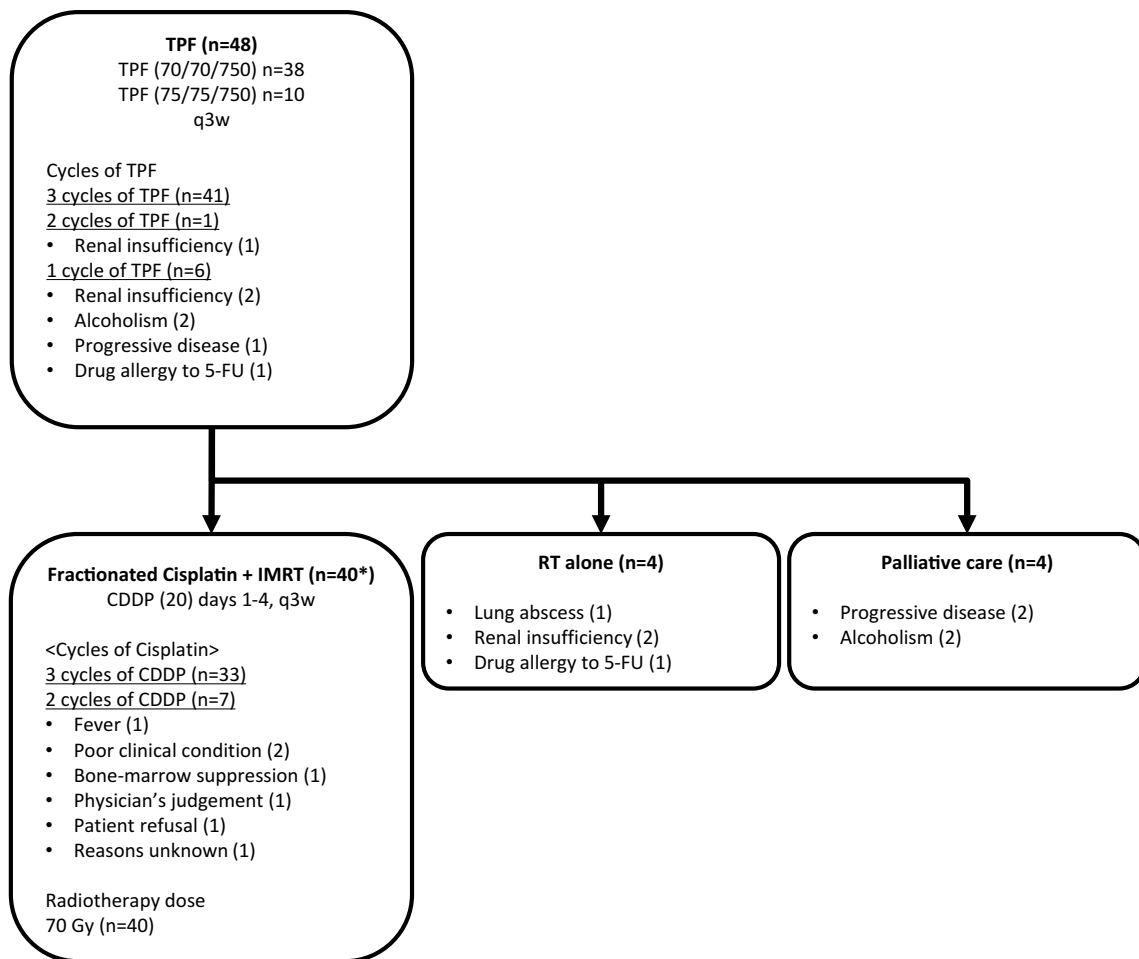 TPF (n=48)
TPF (70/70/750) n=38
TPF (75/75/750) n=10
q3w
Cycles of TPF
3 cycles of TPF (n=41)
2 cycles of TPF (n=1)
• Renal insufficiency (1)
1 cycle of TPF (n=6)
• Renal insufficiency (2)
• Alcoholism (2)
• Progressive disease (1)
• Drug allergy to 5-FU (1)
Fractionated Cisplatin + IMRT (n=40*)
CDDP (20) days 1-4, q3w
<Cycles of Cisplatin>
3 cycles of CDDP (n=33)
2 cycles of CDDP (n=7)
• Fever (1)
• Poor clinical condition (2)
• Bone-marrow suppression (1)
• Physician’s judgement (1)
• Patient refusal (1)
• Reasons unknown (1)
Radiotherapy dose
70 Gy (n=40)
RT alone (n=4)
• Lung abscess (1)
• Renal insufficiency (2)
• Drug allergy to 5-FU (1)
Palliative care (n=4)
• Progressive disease (2)
• Alcoholism (2)